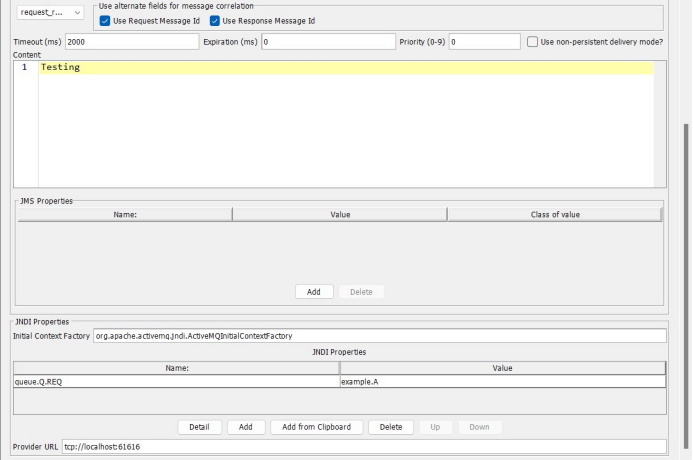 request_r...
Use alternate fields for message correlation
Use Request Message Id Use Response Message Id
Timeout (ms) 2000 Expiration (ms) 0 Priority (0-9) 0 Use non-persistent delivery mode?
Content
1 Testing
JMS Properties
Name: Value Class of value
Add Delete
JNDI Properties
Initial Context Factory org.apache.activemq.jndi.ActiveMQInitialContextFactory
JNDI Properties
Name: Value
queue.Q.REQ example.A
Detail Add Add from Clipboard Delete Up Down
Provider URL tcp://localhost:61616